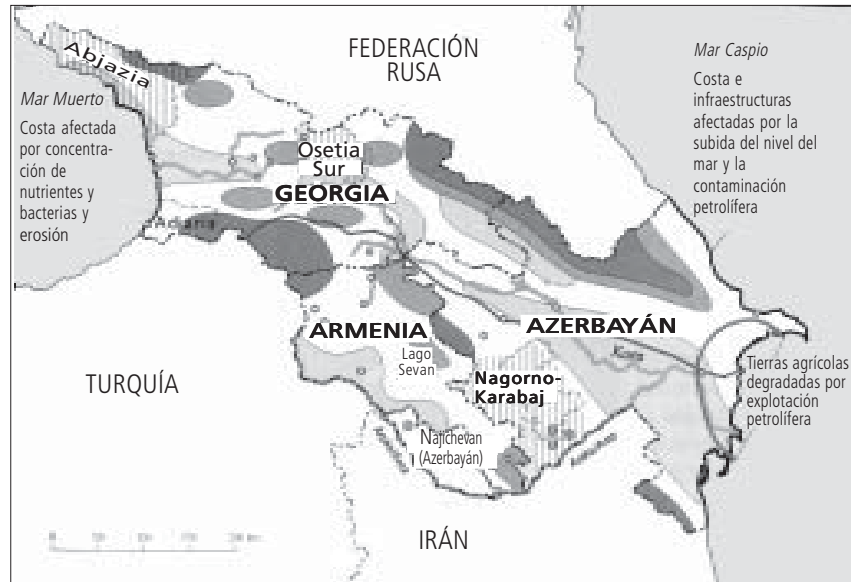 FEDERACIÓN
RUSA
Abjazia
Mar Muerto
Costa afectada
por concentra-
ción de
nutrientes y
bacterias y
erosión
Mar Caspio
Costa e
infraestructuras
afectadas por la
subida del nivel del
mar y la
contaminación
petrolífera
Osetia
Sur
GEORGIA
ARMENIA
AZERBAYÁN
Lago
Sevan
Nagorno-
Karabaj
Tierras agrícolas
degradadas por
explotación
petrolífera
TURQUÍA
Najichevan
(Azerbayán)
IRÁN